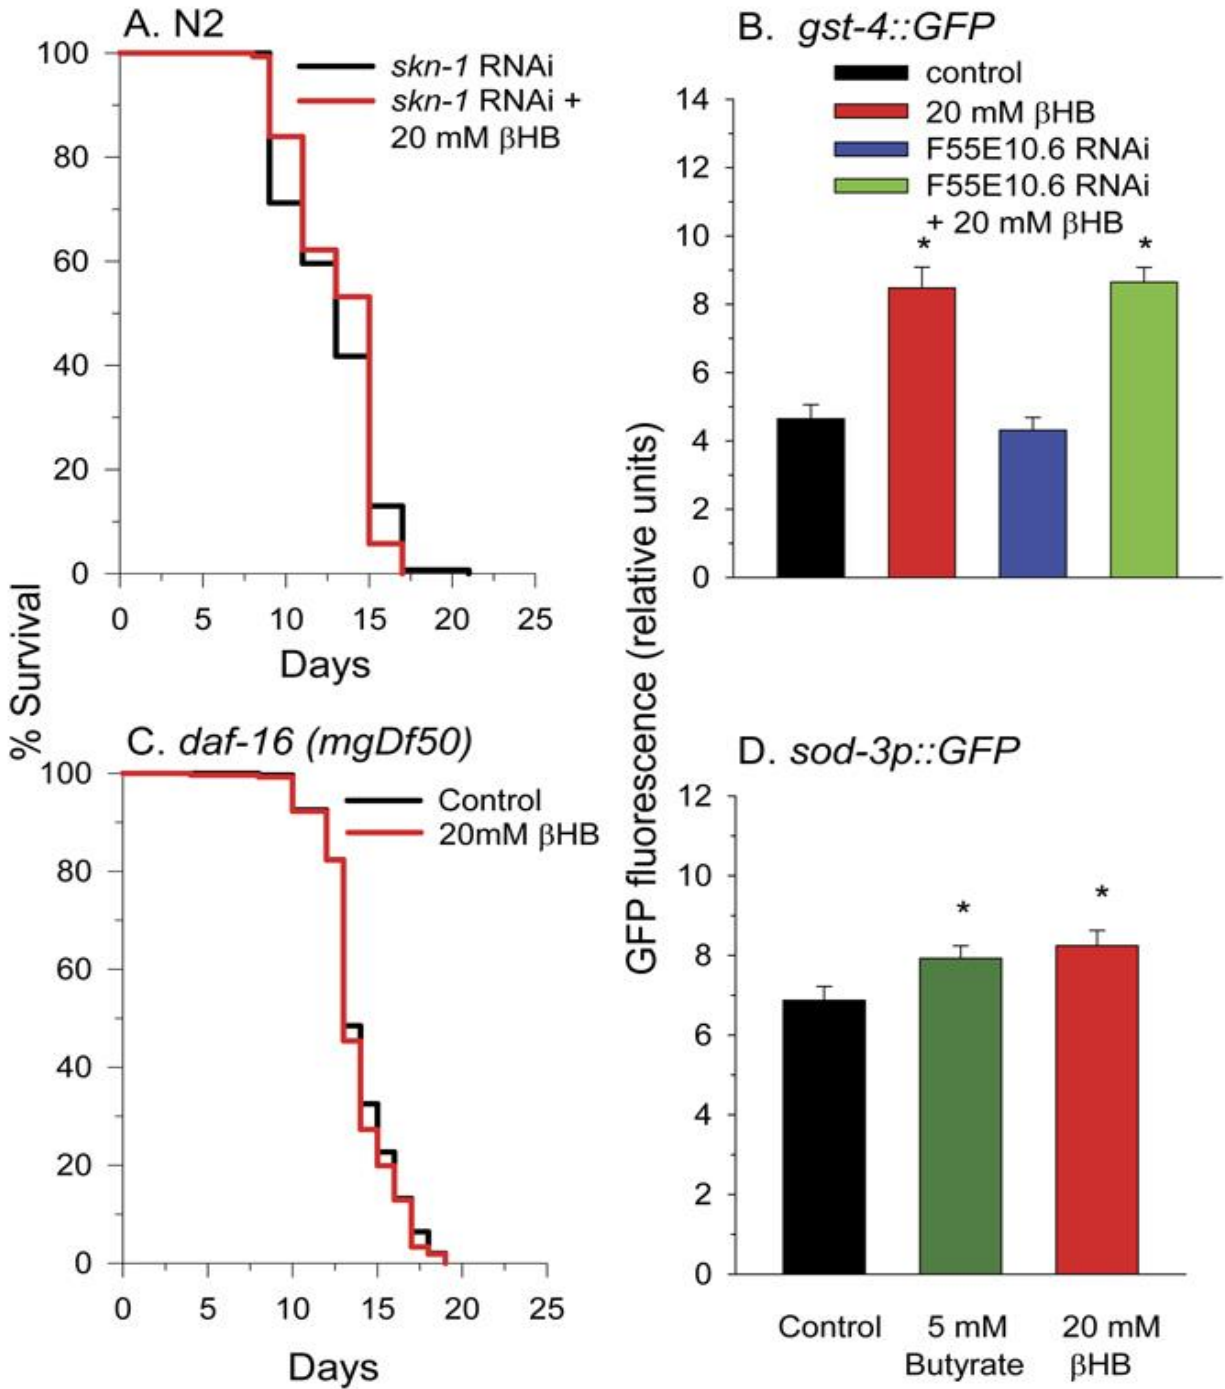 A. N2
skn-1 RNAi
skn-1 RNAi +
20 mM βHB
100
80
60
40
20
0
0 5 10 15 20 25
Days
% Survival
B. gst-4::GFP
control
20 mM βHB
F55E10.6 RNAi
F55E10.6 RNAi
+ 20 mM βHB
14
12
10
8
6
4
2
0
* *
GFP fluorescence (relative units)
C. daf-16 (mgDf50)
Control
20mM βHB
100
80
60
40
20
0
0 5 10 15 20 25
Days
D. sod-3p::GFP
12
10
8
6
4
2
0
* *
Control 5 mM 20 mM
Butyrate βHB